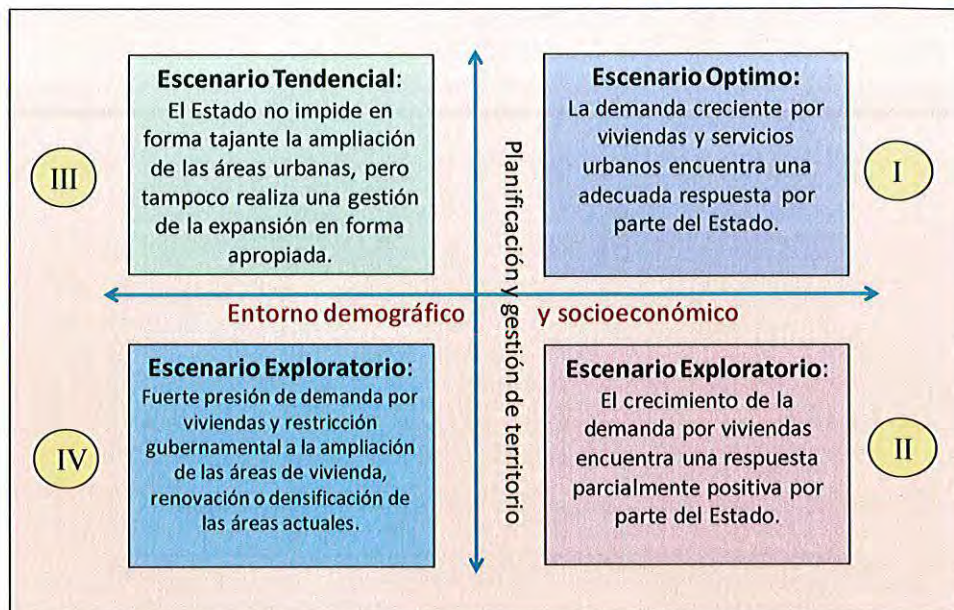 Escenario Tendencial:
El Estado no impide en
forma tajante la ampliación
de las áreas urbanas, pero
tampoco realiza una gestión
de la expansión en forma
apropiada.
III
Escenario Optimo:
La demanda creciente por
viviendas y servicios
urbanos encuentra una
adecuada respuesta por
parte del Estado.
I
Planificación y gestión de territorio
Entorno demográfico y socioeconómico
Escenario Exploratorio:
Fuerte presión de demanda por
viviendas y restricción
gubernamental a la ampliación
de las áreas de vivienda,
renovación o densificación de
las áreas actuales.
IV
Escenario Exploratorio:
El crecimiento de la
demanda por viviendas
encuentra una respuesta
parcialmente positiva por
parte del Estado.
II